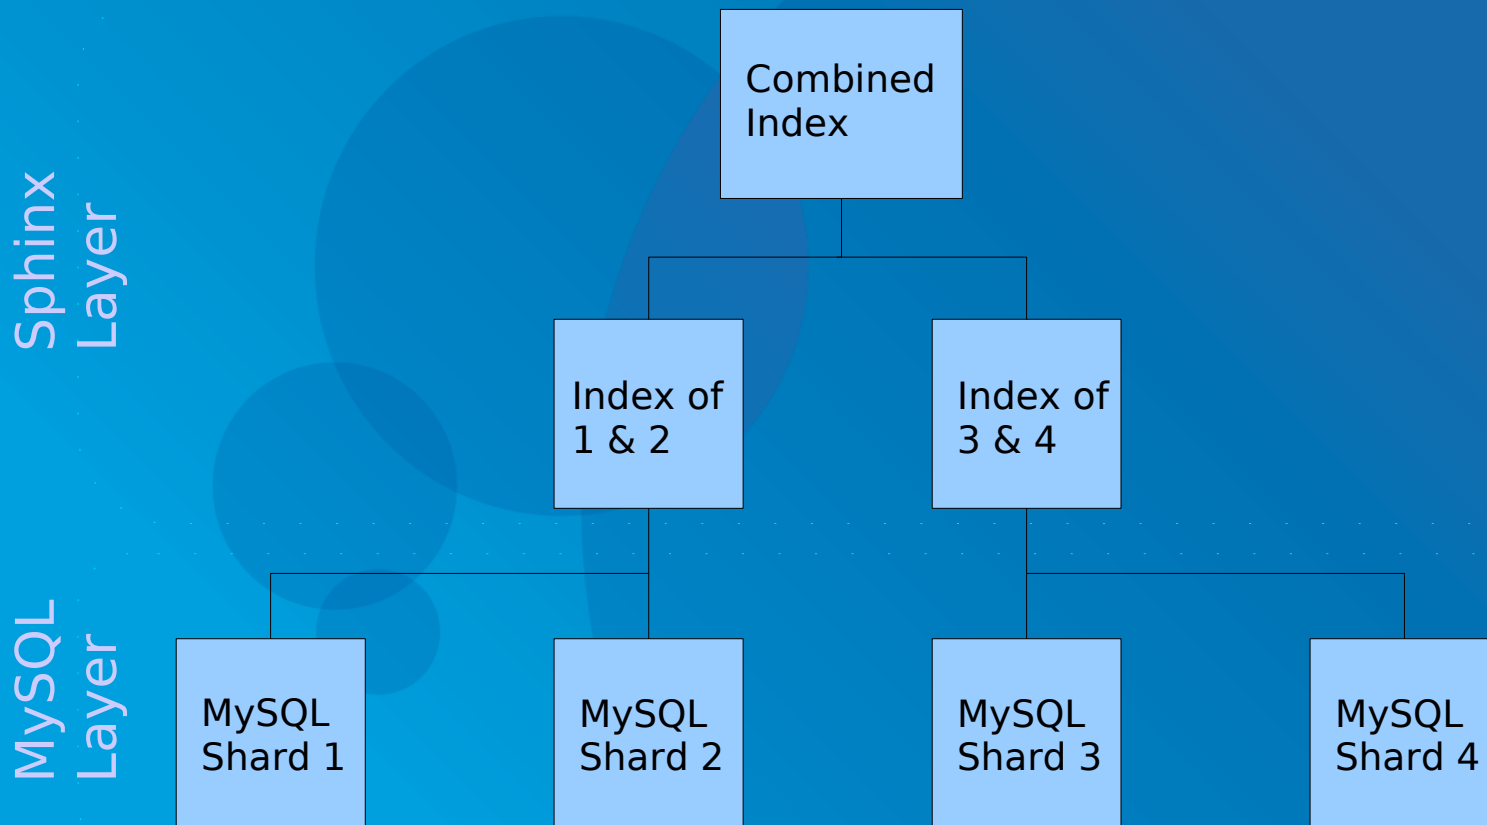 Combined
Index
Sphinx
Layer
Index of
1 & 2
Index of
3 & 4
MySQL
Layer
MySQL
Shard 1
MySQL
Shard 2
MySQL
Shard 3
MySQL
Shard 4